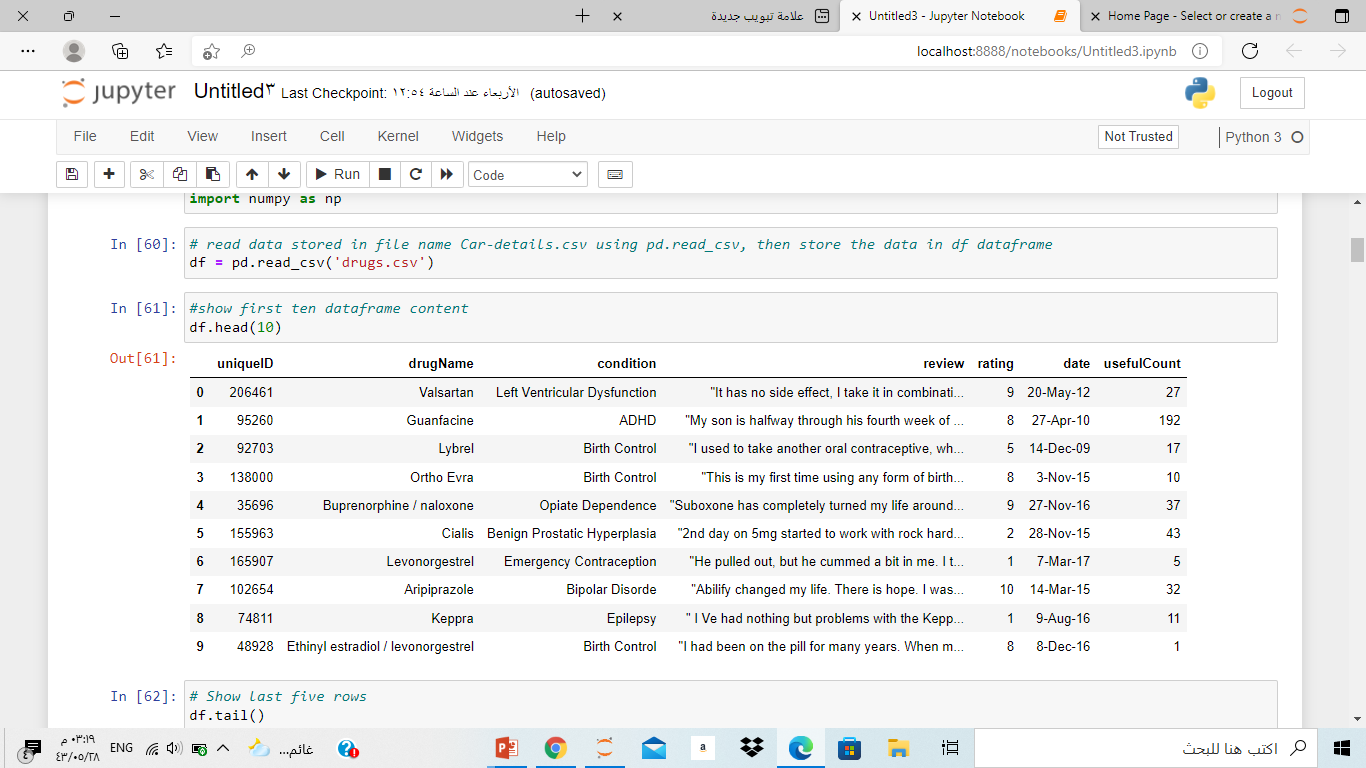 علامة تبويب جديدة
Untitled3 - Jupyter Notebook
Home Page - Select or create a n
localhost:8888/notebooks/Untitled3.ipynb
jupyter Untitled٣ Last Checkpoint: الأربعاء عند الساعة ١٢:٥٤ (autosaved)
Logout
File Edit View Insert Cell Kernel Widgets Help
Not Trusted
Python 3
Run
Code
import numpy as np
In [60]: # read data stored in file name Car-details.csv using pd.read_csv, then store the data in df dataframe
df = pd.read_csv('drugs.csv')
In [61]: #show first ten dataframe content
df.head(10)
Out[61]:
uniqueID drugName condition review rating date usefulCount
0 206461 Valsartan Left Ventricular Dysfunction "It has no side effect, I take it in combinati... 9 20-May-12 27
1 95260 Guanfacine ADHD "My son is halfway through his fourth week of ... 8 27-Apr-10 192
2 92703 Lybrel Birth Control "I used to take another oral contraceptive, wh... 5 14-Dec-09 17
3 138000 Ortho Evra Birth Control "This is my first time using any form of birth... 8 3-Nov-15 10
4 35696 Buprenorphine / naloxone Opiate Dependence "Suboxone has completely turned my life around... 9 27-Nov-16 37
5 155963 Cialis Benign Prostatic Hyperplasia "2nd day on 5mg started to work with rock hard... 2 28-Nov-15 43
6 165907 Levonorgestrel Emergency Contraception "He pulled out, but he cummed a bit in me. I t... 1 7-Mar-17 5
7 102654 Aripiprazole Bipolar Disorde "Abilify changed my life. There is hope. I was... 10 14-Mar-15 32
8 74811 Keppra Epilepsy " I Ve had nothing but problems with the Kepp... 1 9-Aug-16 11
9 48928 Ethinyl estradiol / levonorgestrel Birth Control "I had been on the pill for many years. When m... 8 8-Dec-16 1
In [62]: # Show last five rows
df.tail()
٠٣:١٩ م
٤٣/٠٥/٢٨
ENG
غائم...
اكتب هنا للبحث